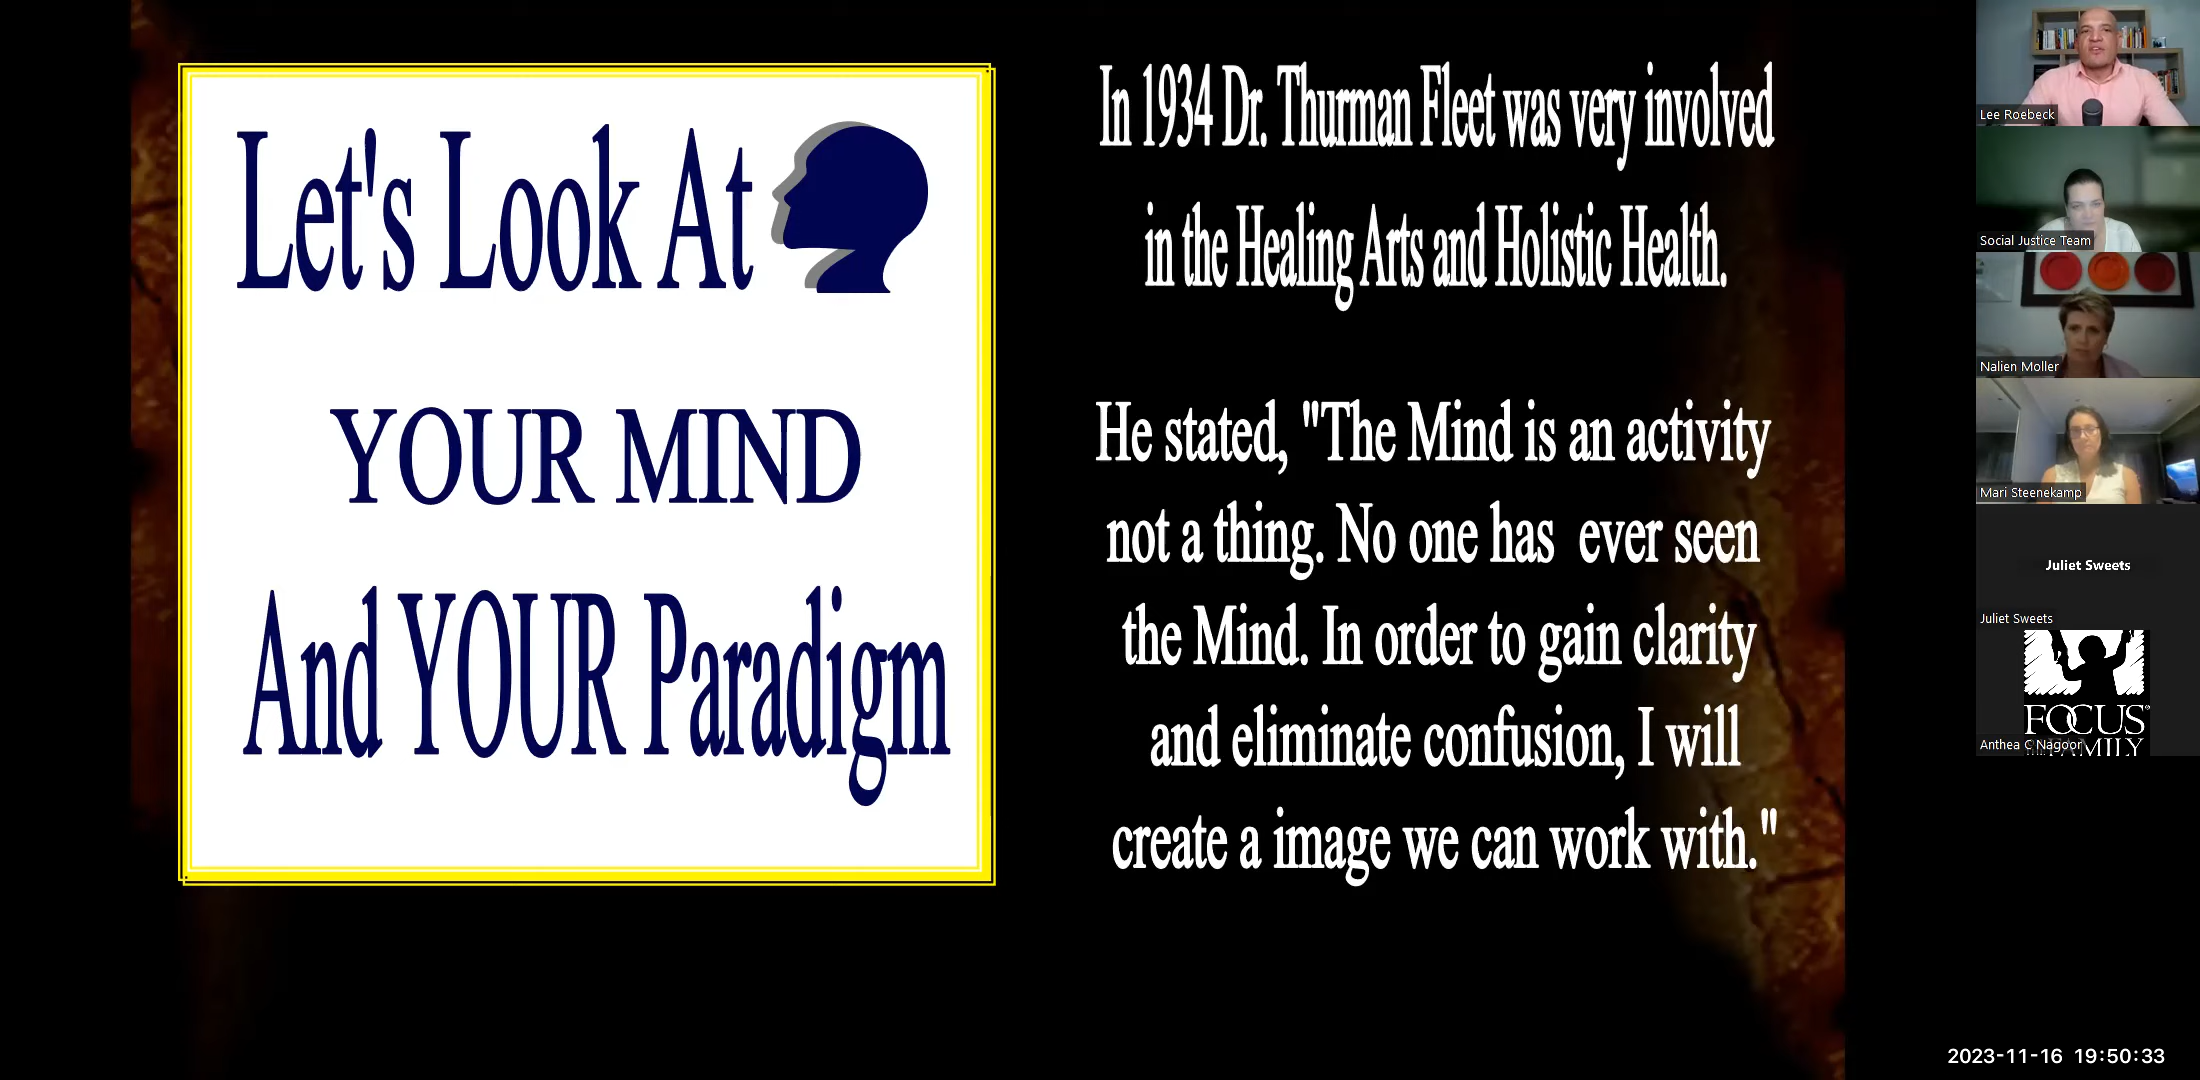 Let's Look At
YOUR MIND
And YOUR Paradigm
In 1934 Dr. Thurman Fleet was very involved
in the Healing Arts and Holistic Health.
He stated, "The Mind is an activity
not a thing. No one has ever seen
the Mind. In order to gain clarity
and eliminate confusion, I will
create a image we can work with."
Lee Roebeck
Social Justice Team
Nalien Moller
Mari Steenekamp
Juliet Sweets
Juliet Sweets
FOCUS®
FAMILY
Anthea C Nagoor
2023-11-16 19:50:33